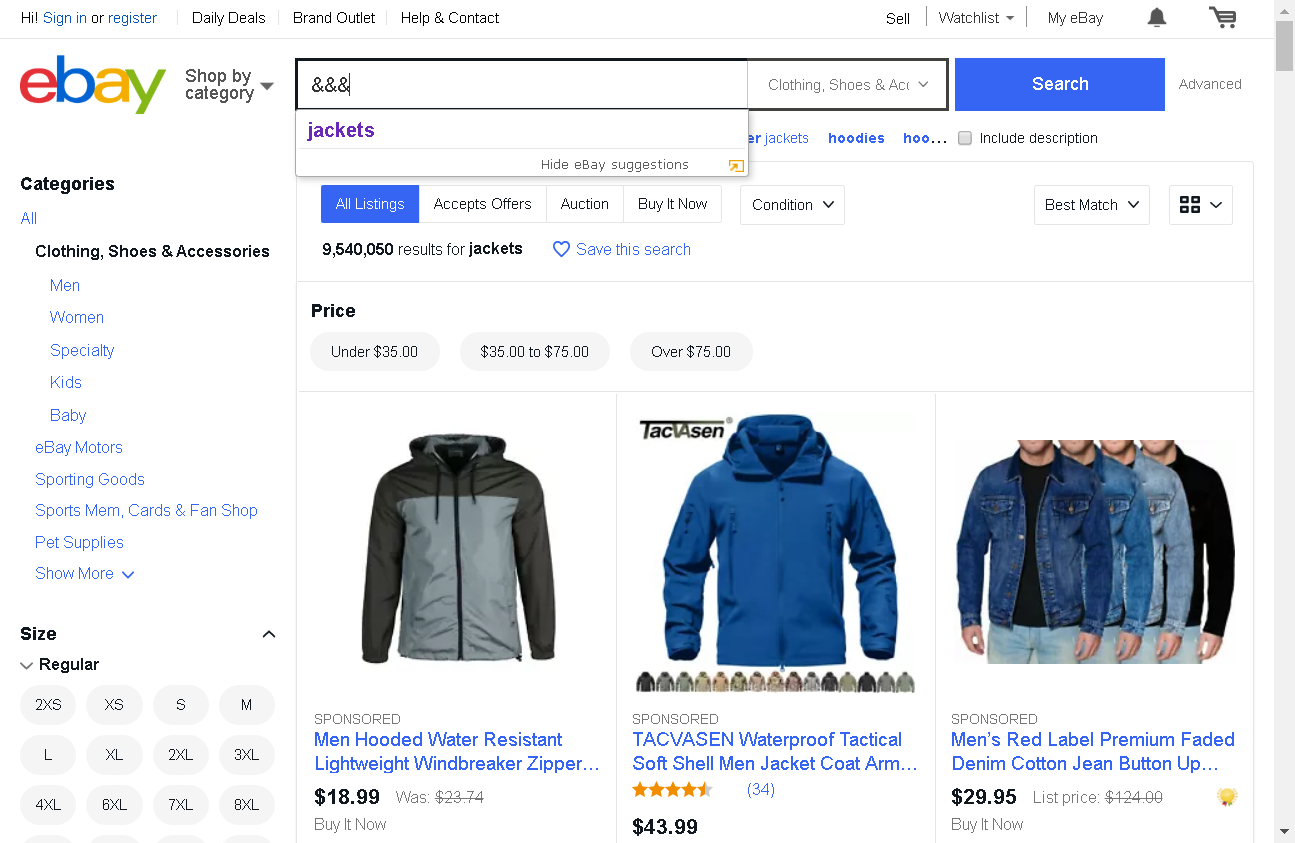 Hi! Sign in or register
Daily Deals
Brand Outlet
Help & Contact
Sell
Watchlist
My eBay
ebay
Shop by category
&&&
Clothing, Shoes & Acc
Search
Advanced
jackets
Hide eBay suggestions
jackets
hoodies
hoo...
Include description
Categories
All
Clothing, Shoes & Accessories
Men
Women
Specialty
Kids
Baby
eBay Motors
Sporting Goods
Sports Mem, Cards & Fan Shop
Pet Supplies
Show More
Size
Regular
2XS XS S M
L XL 2XL 3XL
4XL 6XL 7XL 8XL
All Listings
Accepts Offers
Auction
Buy It Now
Condition
Best Match
9,540,050 results for jackets
Save this search
Price
Under $35.00
$35.00 to $75.00
Over $75.00
SPONSORED
Men Hooded Water Resistant
Lightweight Windbreaker Zipper...
$18.99 Was: $23.74
Buy It Now
TACVASEN®
SPONSORED
TACVASEN Waterproof Tactical
Soft Shell Men Jacket Coat Arm...
(34)
$43.99
SPONSORED
Men's Red Label Premium Faded
Denim Cotton Jean Button Up...
$29.95 List price: $124.00
Buy It Now